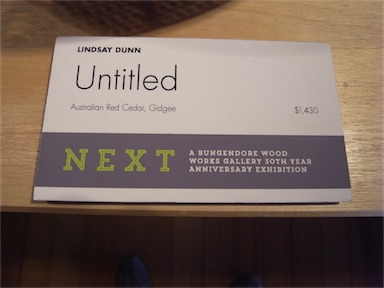 LINDSAY DUNN
Untitled
Australian Red Cedar, Gidgee
$1,430
NEXT
A BUNGENDORE WOOD
WORKS GALLERY 30TH YEAR
ANNIVERSARY EXHIBITION